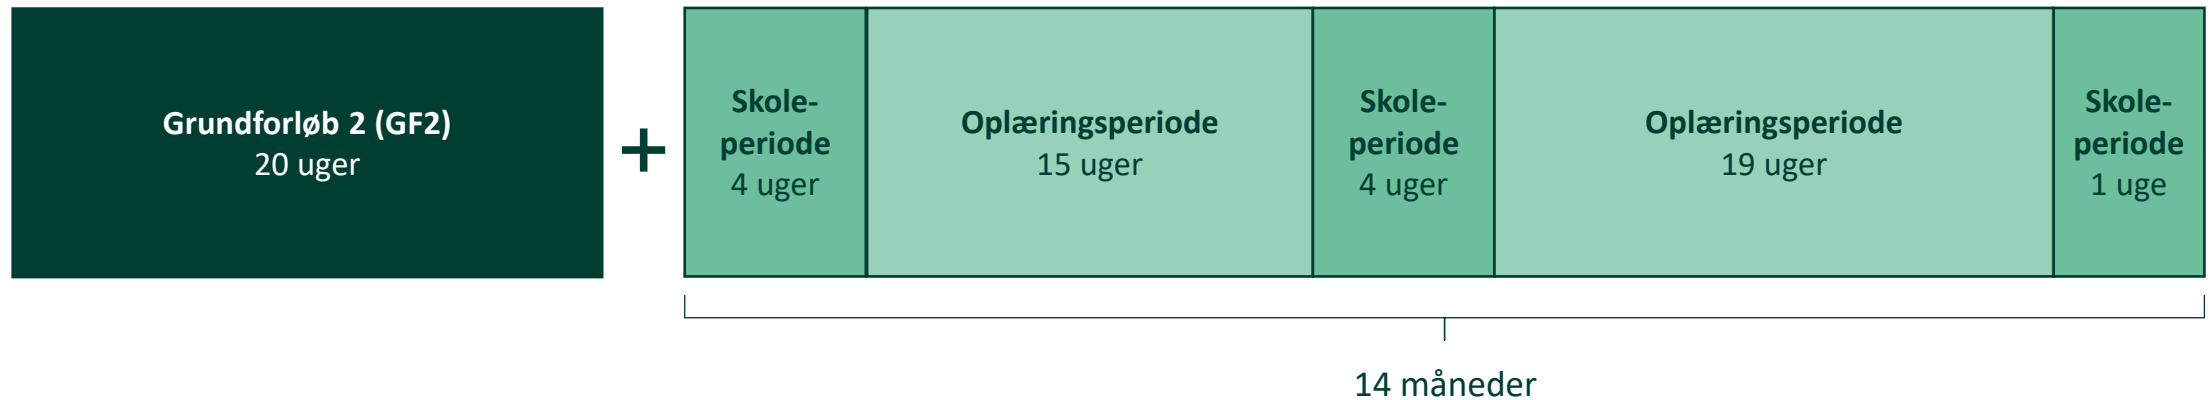 Grundforløb 2 (GF2)
20 uger
+
Skole-
periode
4 uger
Oplæringsperiode
15 uger
Skole-
periode
4 uger
Oplæringsperiode
19 uger
Skole-
periode
1 uge
14 måneder